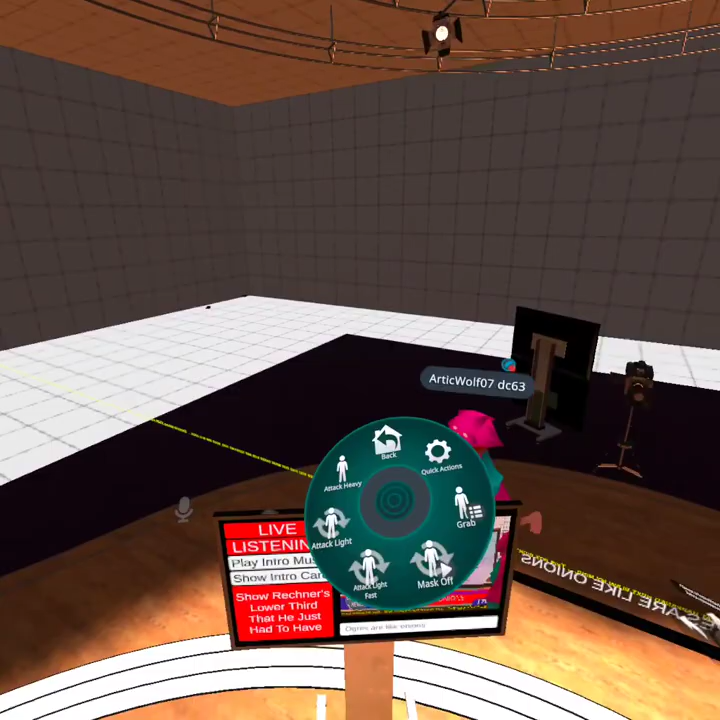 ArticWolf07 dc63
Back
Quick Actions
Attack Heavy
Grab
Attack Light
Attack Light
Fast
Mask Off
LIVE
LISTENIN
Play Intro Mus
Show Intro Car
Show Rechner's
Lower Third
That He Just
Had To Have
Ogres are like onions
ES ARE LIKE ONIONS